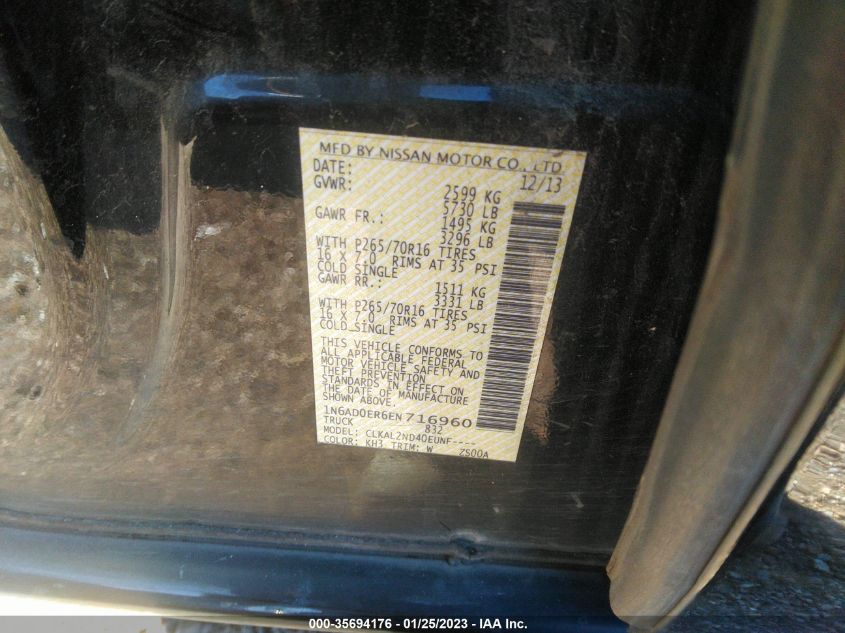 MFD BY NISSAN MOTOR CO., LTD.
DATE: 12/13
GVWR: 2599 KG
5730 LB
GAWR FR.: 1495 KG
3296 LB
WITH P265/70R16 TIRES
16 X 7.0 RIMS AT 35 PSI
COLD SINGLE
GAWR RR.: 1511 KG
3331 LB
WITH P265/70R16 TIRES
16 X 7.0 RIMS AT 35 PSI
COLD SINGLE
THIS VEHICLE CONFORMS TO
ALL APPLICABLE FEDERAL
MOTOR VEHICLE SAFETY AND
THEFT PREVENTION
STANDARDS IN EFFECT ON
THE DATE OF MANUFACTURE
SHOWN ABOVE.
1N6AD0ER6EN716960
TRUCK 832
MODEL: CLKAL2ND40EUNF----
COLOR: KH3 TRIM: W ZS00A
000-35694176 - 01/25/2023 - © IAA Inc.